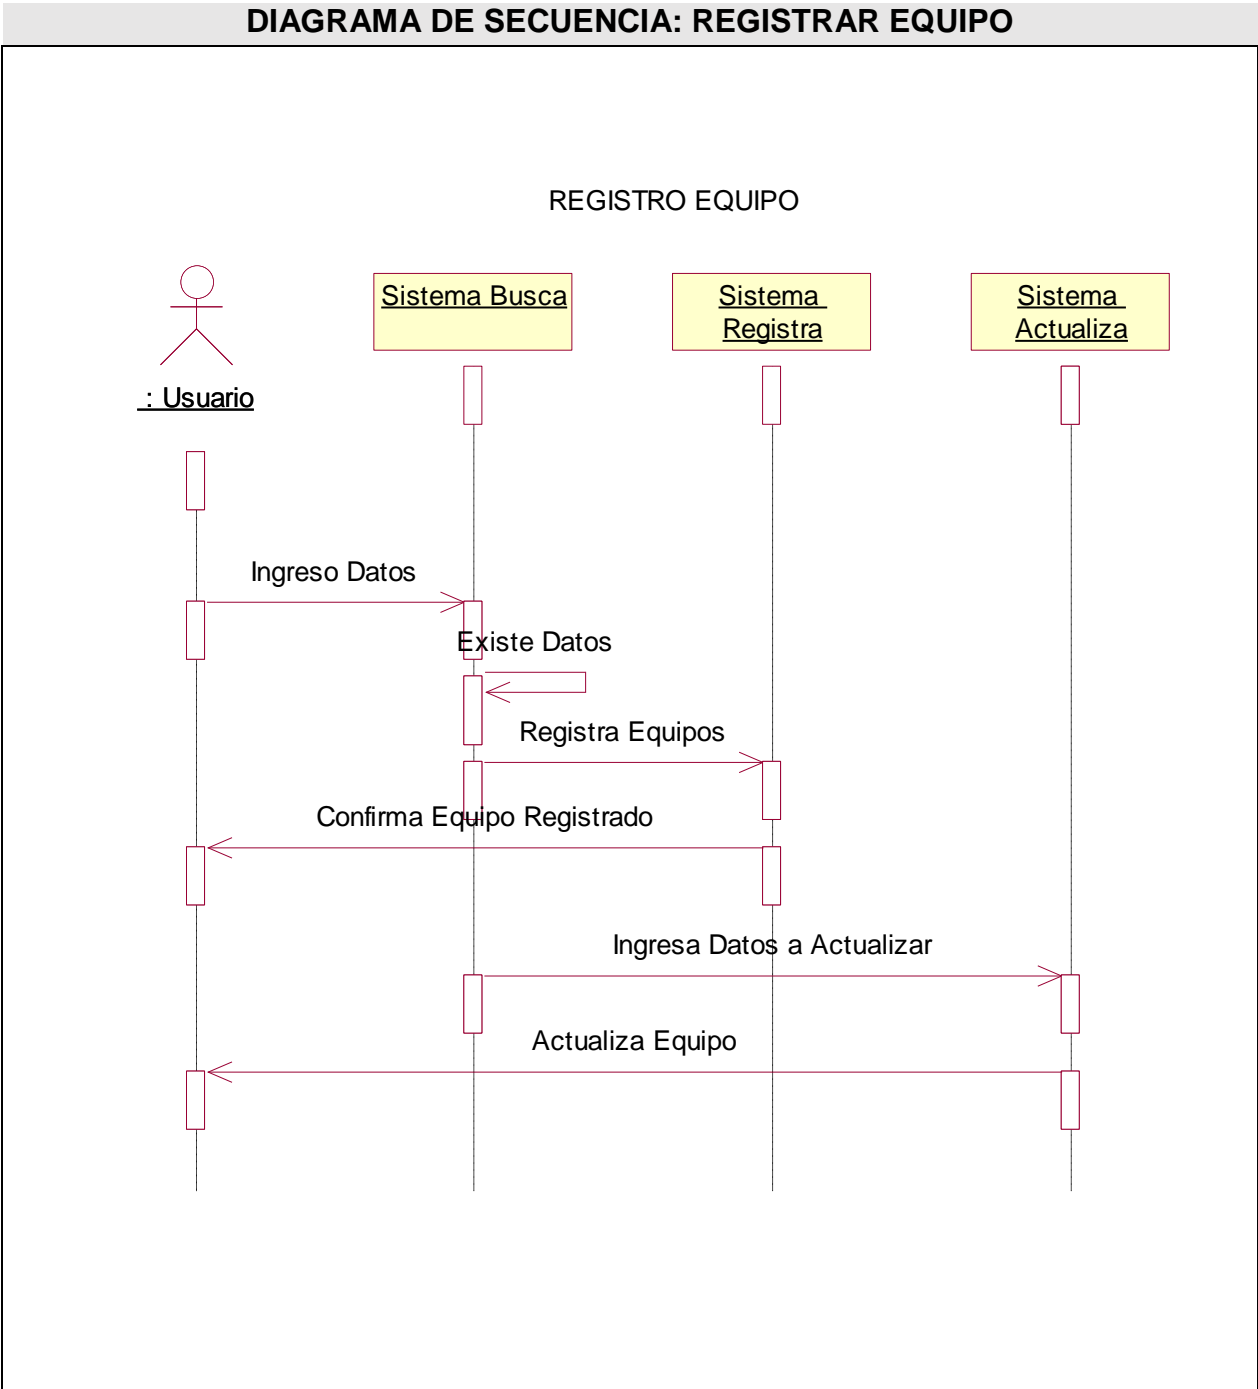 DIAGRAMA DE SECUENCIA: REGISTRAR EQUIPO
REGISTRO EQUIPO
: Usuario
Sistema Busca
Sistema
Registra
Sistema
Actualiza
Ingreso Datos
Existe Datos
Registra Equipos
Confirma Equipo Registrado
Ingresa Datos a Actualizar
Actualiza Equipo